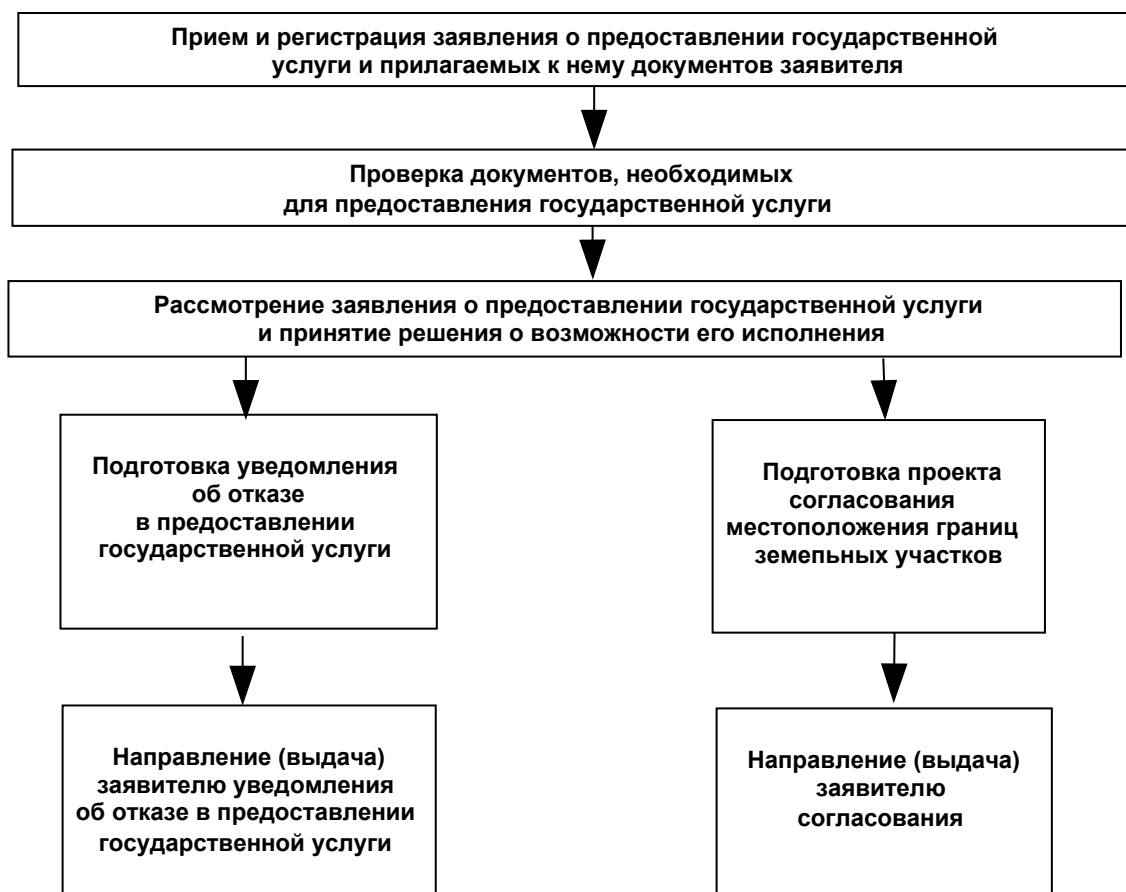 Прием и регистрация заявления о предоставлении государственной
услуги и прилагаемых к нему документов заявителя
Проверка документов, необходимых
для предоставления государственной услуги
Рассмотрение заявления о предоставлении государственной услуги
и принятие решения о возможности его исполнения
Подготовка уведомления
об отказе
в предоставлении
государственной услуги
Подготовка проекта
согласования
местоположения границ
земепьных участков
Направление (выдача)
заявителю уведомления
об отказе в предоставлении
государственной услуги
Направление (выдача)
заявителю
согласования